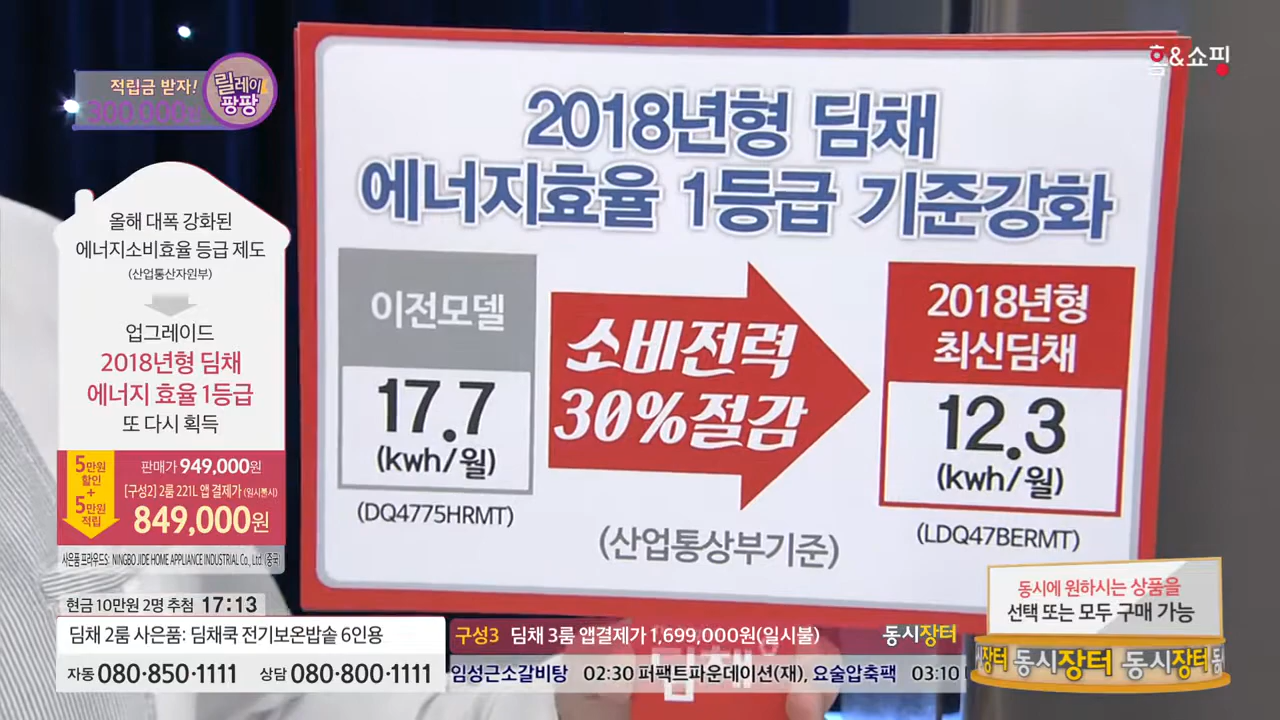 홈&쇼핑
적립금 받자!
300,000원
릴레이
팡팡
2018년형 딤채
에너지효율 1등급 기준강화
이전모델
17.7
(kwh/월)
(DQ4775HRMT)
소비전력
30%절감
(산업통상부기준)
2018년형
최신딤채
12.3
(kwh/월)
(LDQ47BERMT)
올해 대폭 강화된
에너지소비효율 등급 제도
(산업통산자원부)
업그레이드
2018년형 딤채
에너지 효율 1등급
또 다시 획득
5만원
할인
+
5만원
적립
판매가 949,000원
[구성2] 2룸 221L 앱 결제가 (일시불시)
849,000원
사은품 프라우드S: NINGBO JIDE HOME APPLIANCE INDUSTRIAL Co., Ltd. (중국)
현금 10만원 2명 추첨 17:13
딤채 2룸 사은품: 딤채쿡 전기보온밥솥 6인용
자동 080·850·1111 상담 080·800·1111
구성3 딤채 3룸 앱결제가 1,699,000원(일시불) 동시장터
임성근소갈비탕 02:30 퍼팩트파운데이션(재), 요술압축팩 03:10
딤채
동시에 원하시는 상품을
선택 또는 모두 구매 가능
장터 동시장터 동시장터 동